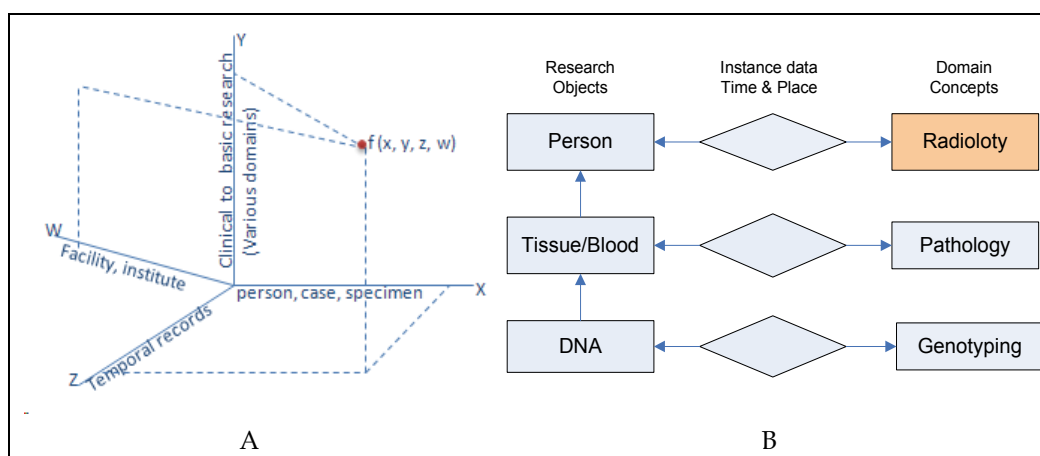 Y
Clinical to basic research
(Various domains)
f (x, y, z, w)
W
Facility, institute
person, case, specimen
X
Z
Temporal records
A
Research
Objects
Instance data
Time & Place
Domain
Concepts
Person
Radioloty
Tissue/Blood
Pathology
DNA
Genotyping
B